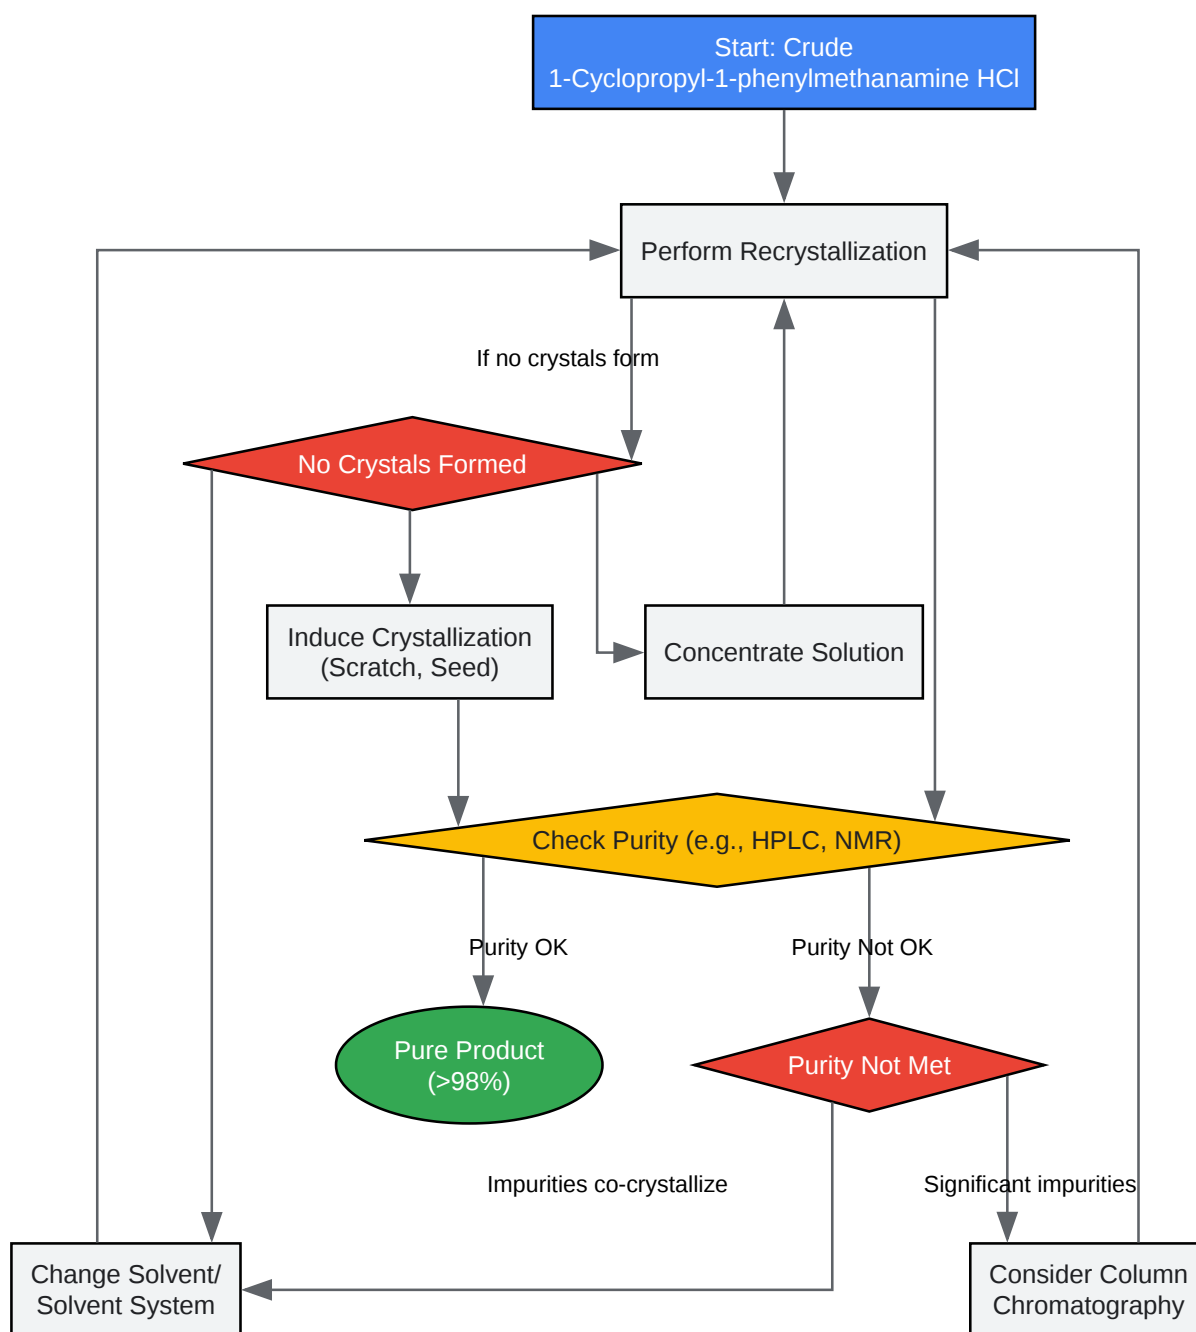 Start: Crude
1-Cyclopropyl-1-phenylmethanamine HCl
Perform Recrystallization
If no crystals form
No Crystals Formed
Induce Crystallization
(Scratch, Seed)
Concentrate Solution
Check Purity (e.g., HPLC, NMR)
Purity OK
Purity Not OK
Pure Product
(>98%)
Purity Not Met
Impurities co-crystallize
Significant impurities
Change Solvent/
Solvent System
Consider Column
Chromatography